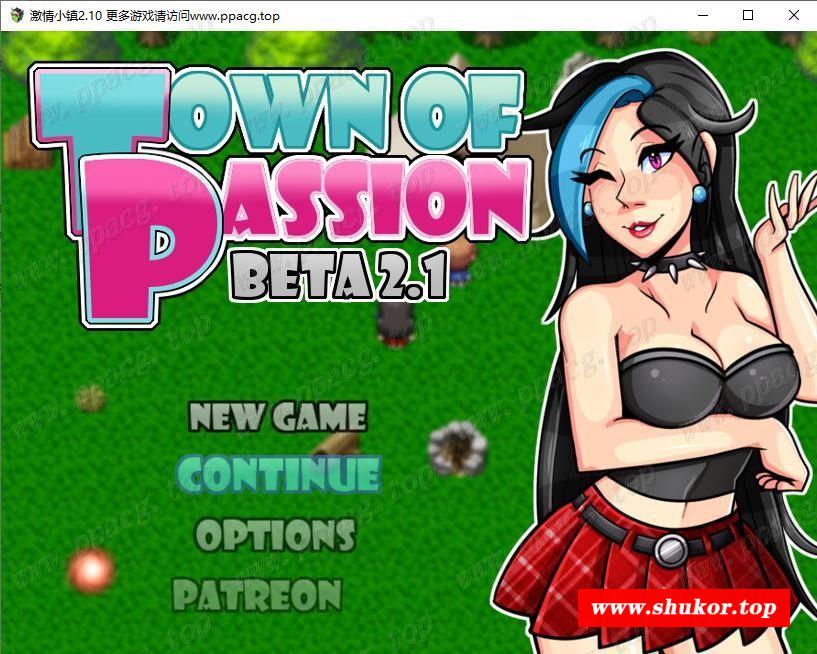 激情小镇2.10 更多游戏请访问www.ppacg.top
TOWN OF
PASSION
BETA 2.1
NEW GAME
CONTINUE
OPTIONS
PATREON
www.shukor.top
www.ppacg.top